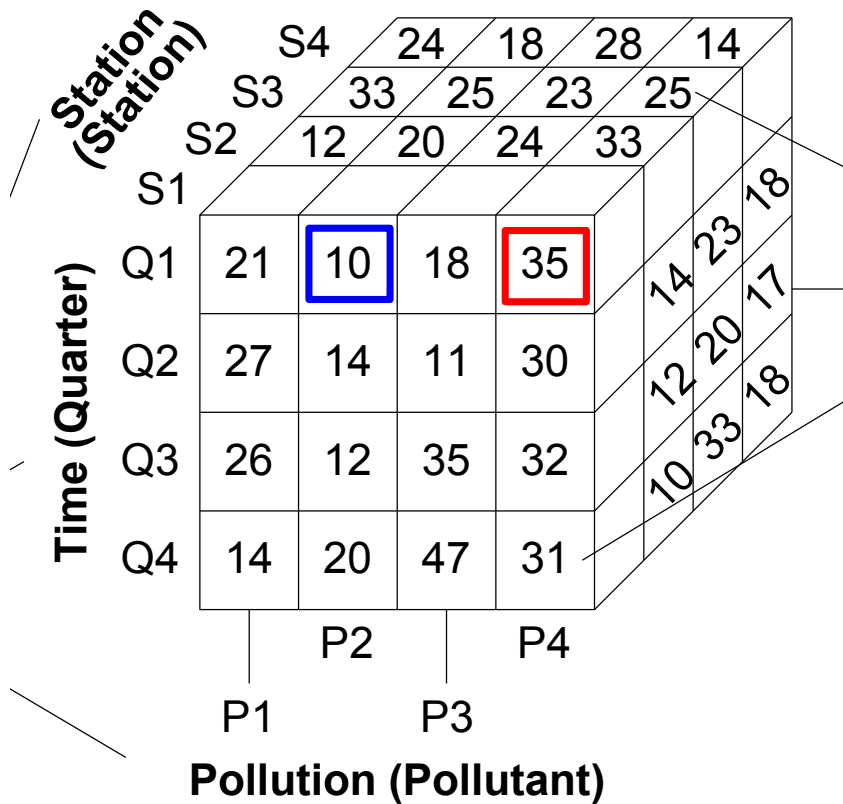 Station
(Station)
S4 24 18 28 14
S3 33 25 23 25
S2 12 20 24 33
S1
Time (Quarter)
Q1 21 10 18 35
Q2 27 14 11 30
Q3 26 12 35 32
Q4 14 20 47 31
14 23 18
12 20 17
10 33 18
P2 P4
P1 P3
Pollution (Pollutant)